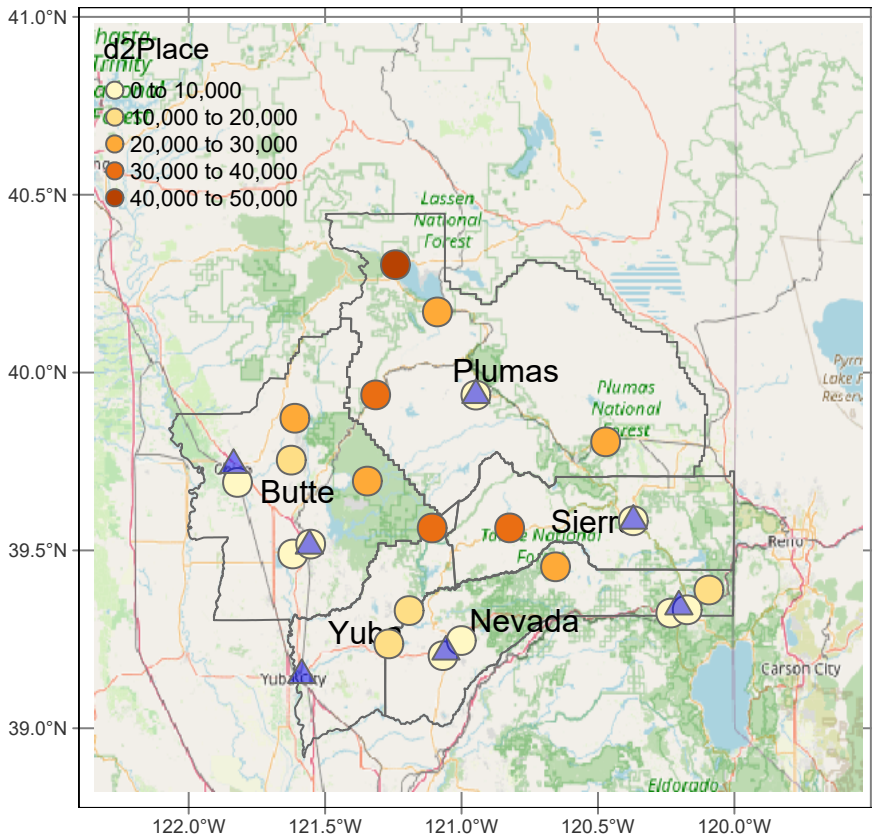 41.0°N
d2Place
0 to 10,000
10,000 to 20,000
20,000 to 30,000
30,000 to 40,000
40,000 to 50,000
Trinity
40.5°N
Lassen
National
Forest
40.0°N
Plumas
Plumas
National
Forest
Butte
39.5°N
Sierr
Reno
Yuba
Nevada
Yuba City
Carson City
39.0°N
Eldorado
122.0°W
121.5°W
121.0°W
120.5°W
120.0°W